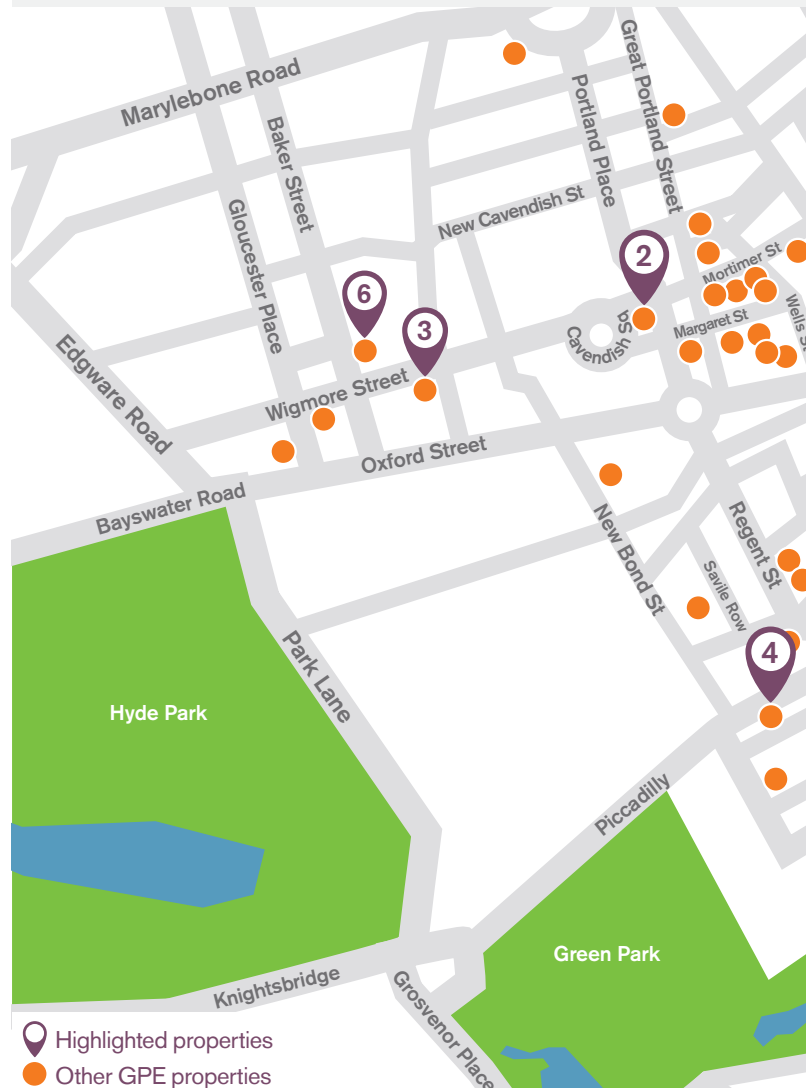 Marylebone Road
Great Portland Street
Portland Place
Baker Street
Gloucester Place
New Cavendish St
2
Mortimer St
6
3
Margaret St
Wells St
Cavendish Sq
Edgware Road
Wigmore Street
Oxford Street
Bayswater Road
New Bond St
Regent St
Savile Row
4
Park Lane
Hyde Park
Piccadilly
Green Park
Knightsbridge
Grosvenor Place
Highlighted properties
Other GPE properties